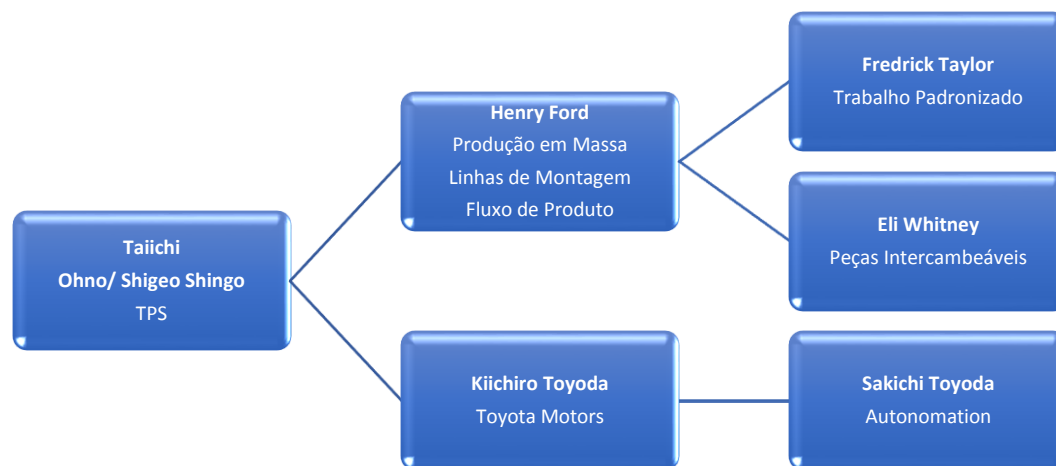 Taiichi
Ohno/ Shigeo Shingo
TPS
Henry Ford
Produção em Massa
Linhas de Montagem
Fluxo de Produto
Kiichiro Toyoda
Toyota Motors
Fredrick Taylor
Trabalho Padronizado
Eli Whitney
Peças Intercambeáveis
Sakichi Toyoda
Autonomation